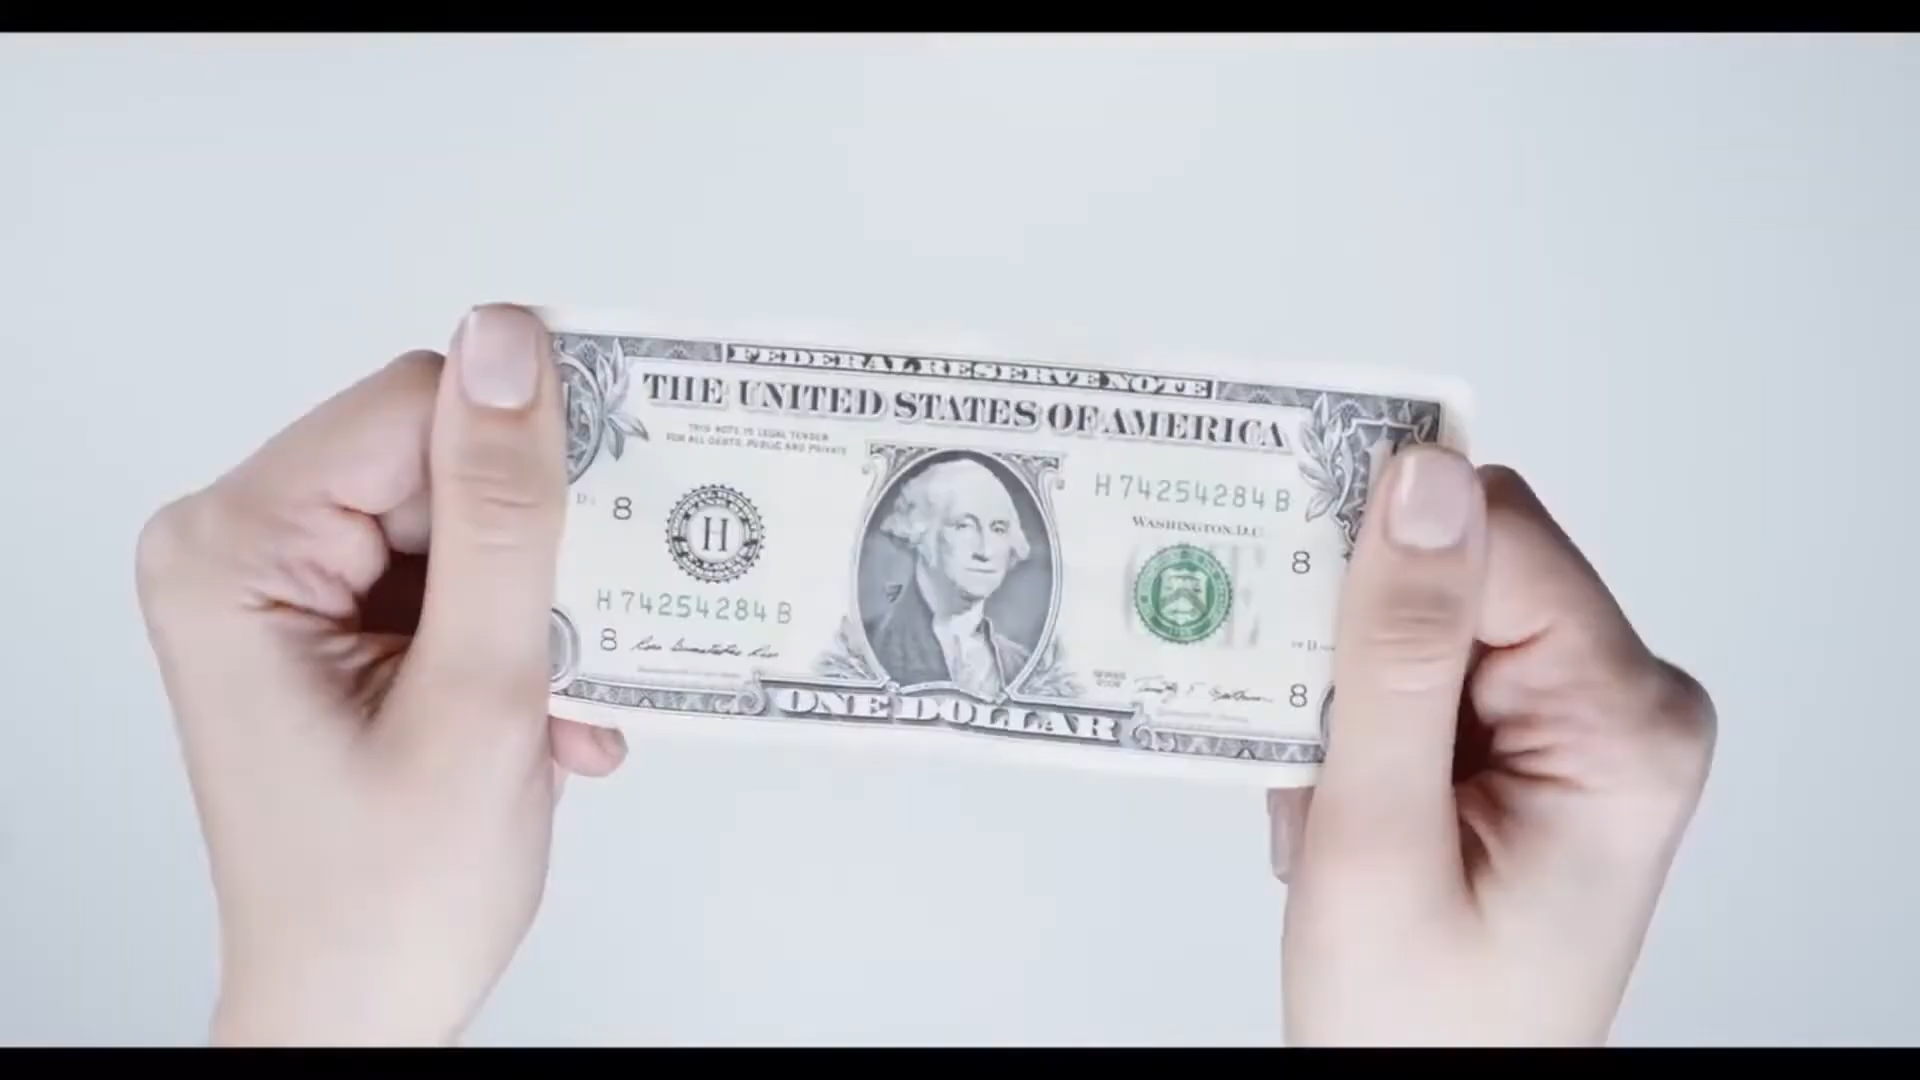 FEDERAL RESERVE NOTE
THE UNITED STATES OF AMERICA
THIS NOTE IS LEGAL TENDER
FOR ALL DEBTS, PUBLIC AND PRIVATE
H 74254284 B
WASHINGTON, D.C.
8
H
8
H 74254284 B
8
SERIES
8
ONE DOLLAR